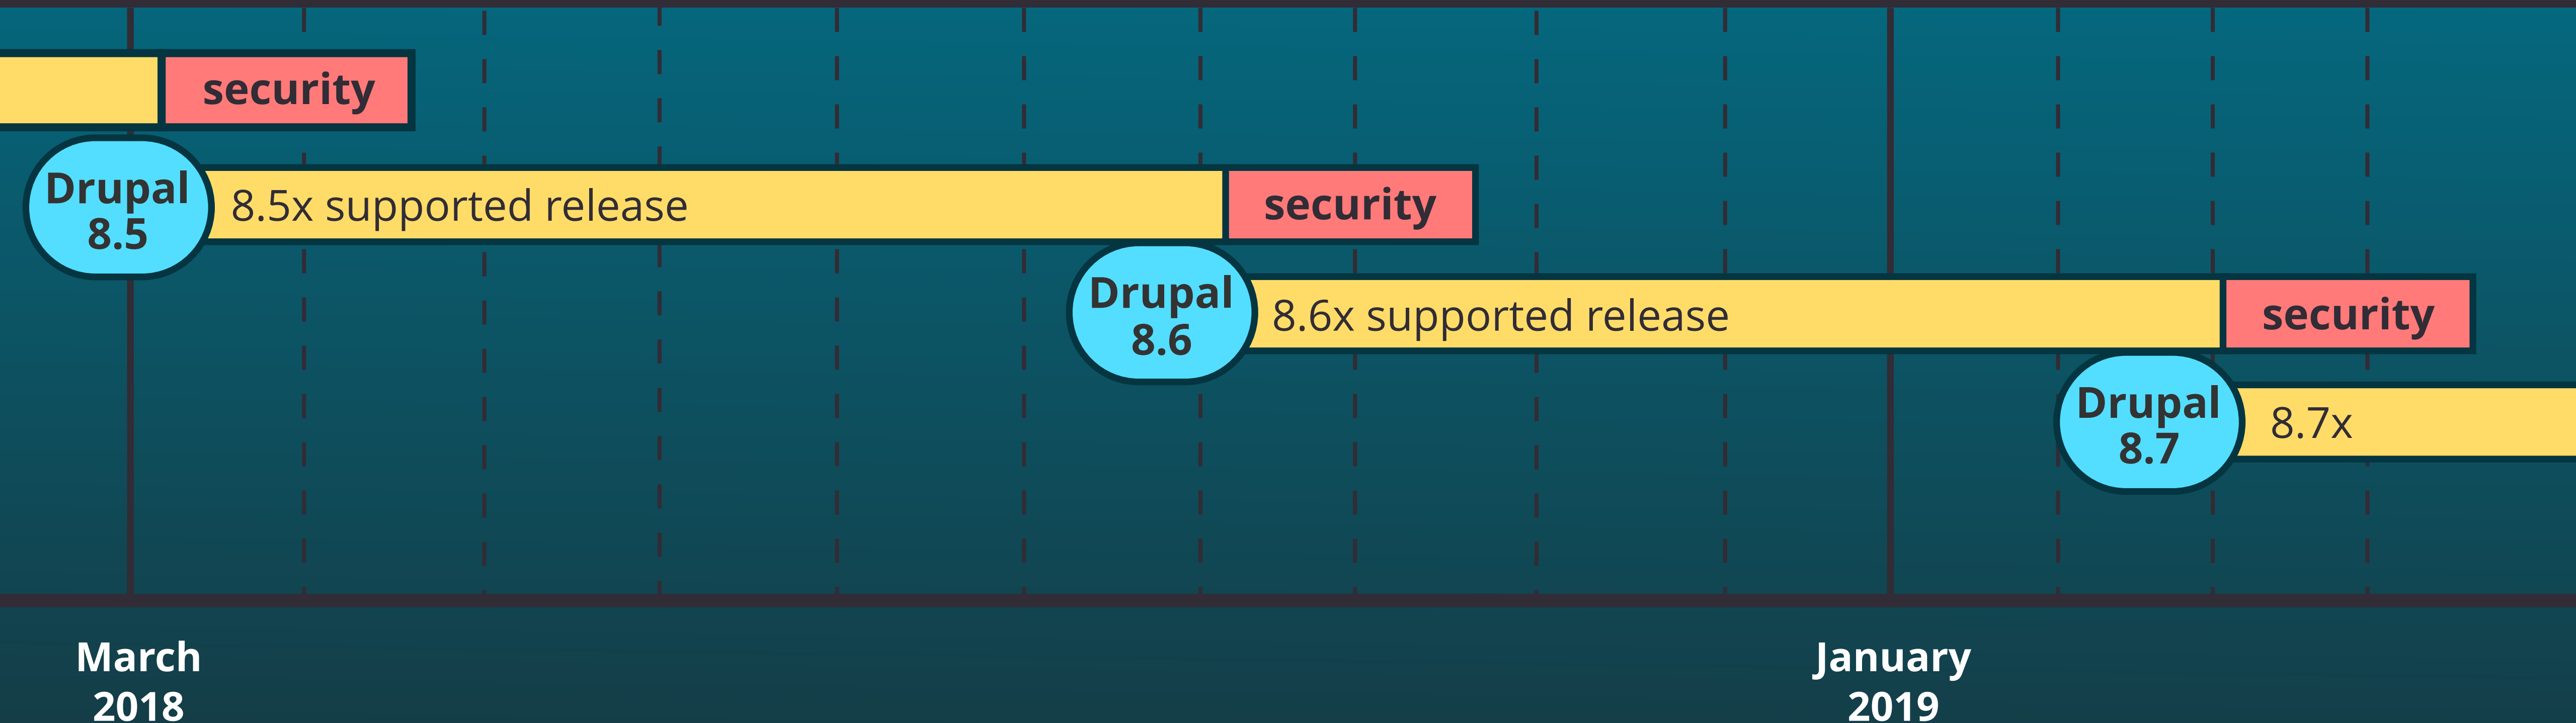 security
Drupal
8.5
8.5x supported release
security
Drupal
8.6
8.6x supported release
security
Drupal
8.7
8.7x
March
2018
January
2019